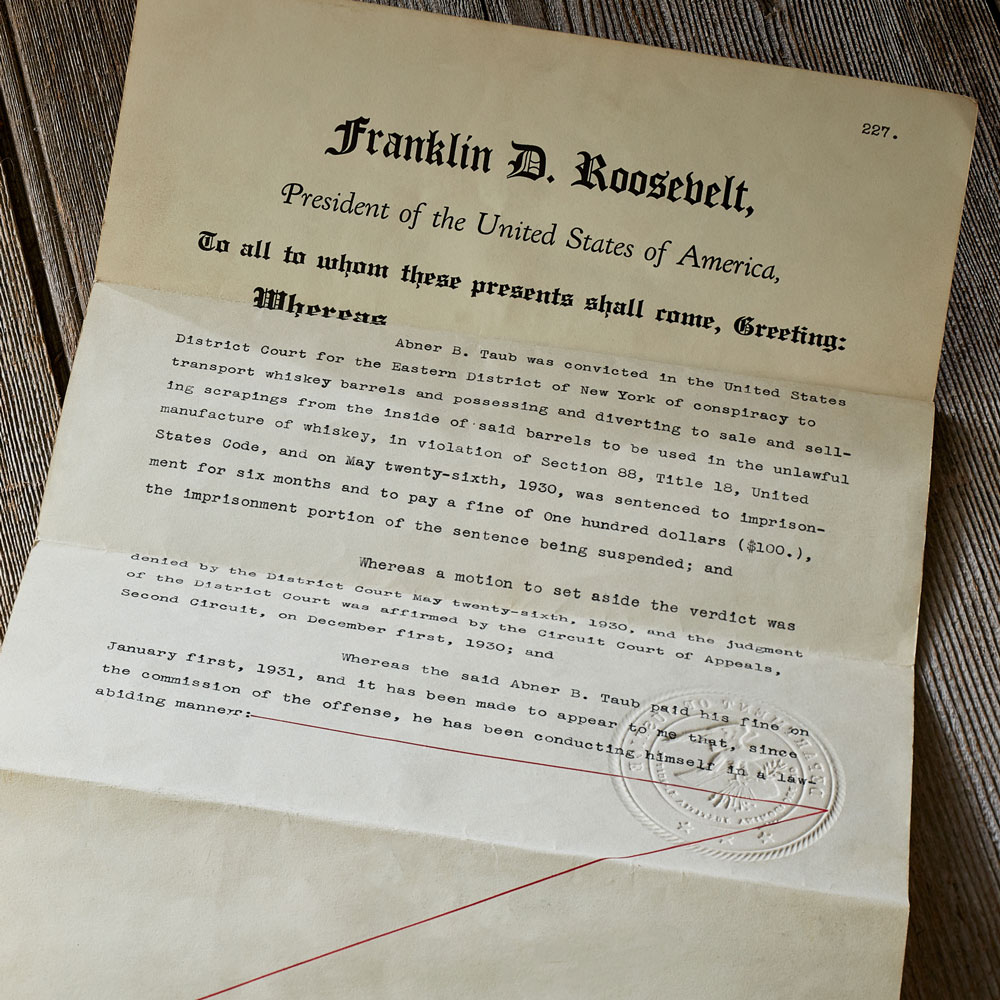 227.
Franklin D. Roosevelt,
President of the United States of America,
To all to whom these presents shall come, Greeting:
Whereas
Abner B. Taub was convicted in the United States
District Court for the Eastern District of New York of conspiracy to
transport whiskey barrels and possessing and diverting to sale and sell-
ing scrapings from the inside of said barrels to be used in the unlawful
manufacture of whiskey, in violation of Section 88, Title 18, United
States Code, and on May twenty-sixth, 1930, was sentenced to imprison-
ment for six months and to pay a fine of One hundred dollars ($100.),
the imprisonment portion of the sentence being suspended; and
Whereas a motion to set aside the verdict was
denied by the District Court May twenty-sixth, 1930, and the judgment
of the District Court was affirmed by the Circuit Court of Appeals,
Second Circuit, on December first, 1930; and
Whereas the said Abner B. Taub paid his fine on
January first, 1931, and it has been made to appear to me that, since
the commission of the offense, he has been conducting himself in a law-
abiding manner: